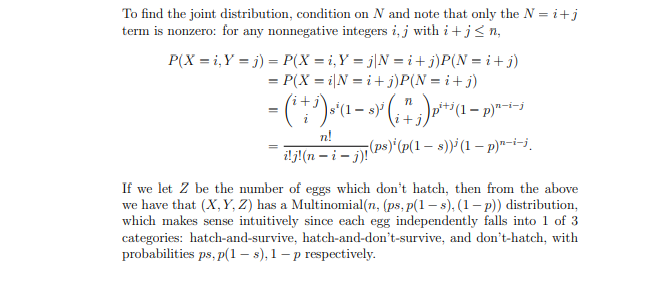 To find the joint distribution, condition on N and note that only the N = i + j
term is nonzero: for any nonnegative integers i, j with i + j ≤ n,
P(X = i, Y = j) = P(X = i, Y = j|N = i + j)P(N = i + j)
= P(X = i|N = i + j)P(N = i + j)
= \binom{i+j}{i} s^i (1 − s)^j \binom{n}{i+j} p^{i+j} (1 − p)^{n−i−j}
= \frac{n!}{i!j!(n − i − j)!} (ps)^i (p(1 − s))^j (1 − p)^{n−i−j}.
If we let Z be the number of eggs which don't hatch, then from the above
we have that (X, Y, Z) has a Multinomial(n, (ps, p(1 − s), (1 − p)) distribution,
which makes sense intuitively since each egg independently falls into 1 of 3
categories: hatch-and-survive, hatch-and-don't-survive, and don't-hatch, with
probabilities ps, p(1 − s), 1 − p respectively.